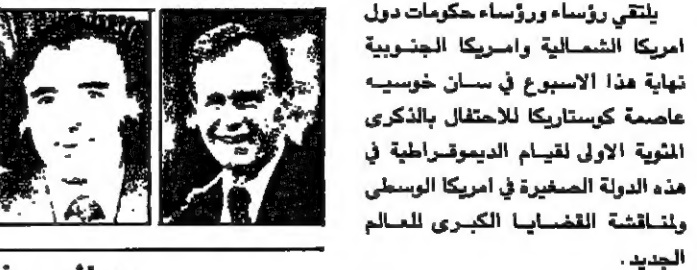 يلتقي رؤساء ورؤساء حكومات دول
امريكا الشمالية وامريكا الجنوبية
نهاية هذا الاسبوع في سان خوسيه
عاصمة كوستاريكا للاحتفال بالذكرى
المئوية الاولى لقيام الديموقراطية في
هذه الدولة الصغيرة في امريكا الوسطى
ولمناقشة القضايا الكبرى للعالم
الجديد.